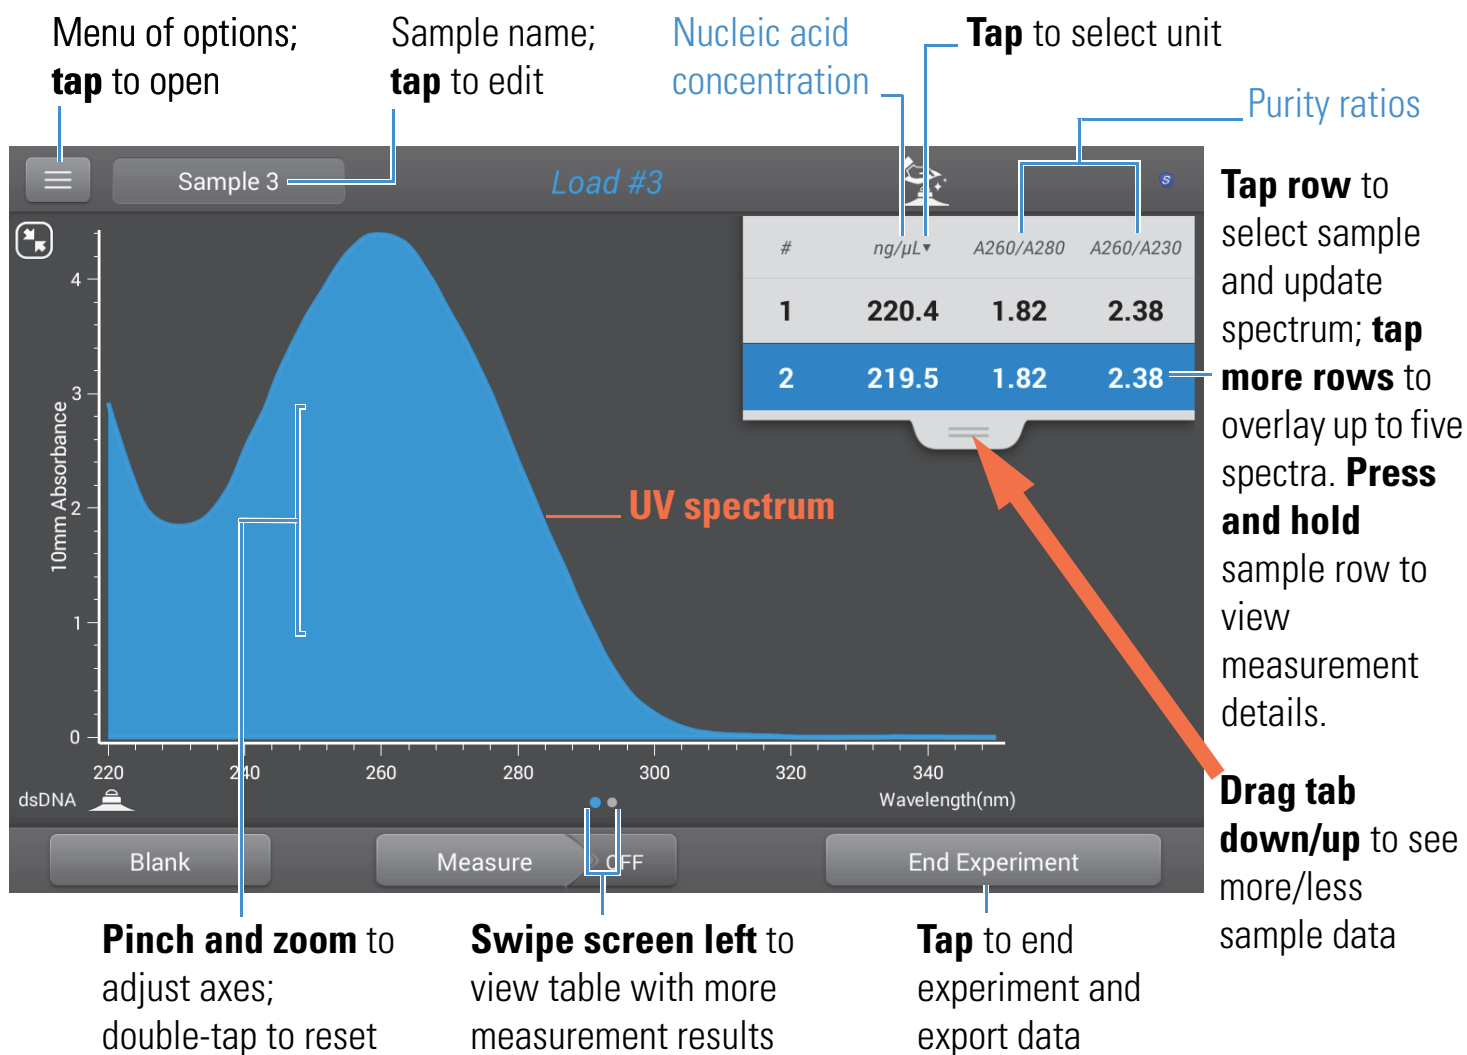 Menu of options;
tap to open
Sample name;
tap to edit
Nucleic acid
concentration
Tap to select unit
Purity ratios
Sample 3
Load #3
S
# ng/µL▾ A260/A280 A260/A230
1 220.4 1.82 2.38
2 219.5 1.82 2.38
Tap row to
select sample
and update
spectrum; tap
more rows to
overlay up to five
spectra. Press
and hold
sample row to
view
measurement
details.
Drag tab
down/up to see
more/less
sample data
UV spectrum
10mm Absorbance
4
3
2
1
0
220 240 260 280 300 320 340
dsDNA
Wavelength(nm)
Blank
Measure
OFF
End Experiment
Pinch and zoom to
adjust axes;
double-tap to reset
Swipe screen left to
view table with more
measurement results
Tap to end
experiment and
export data